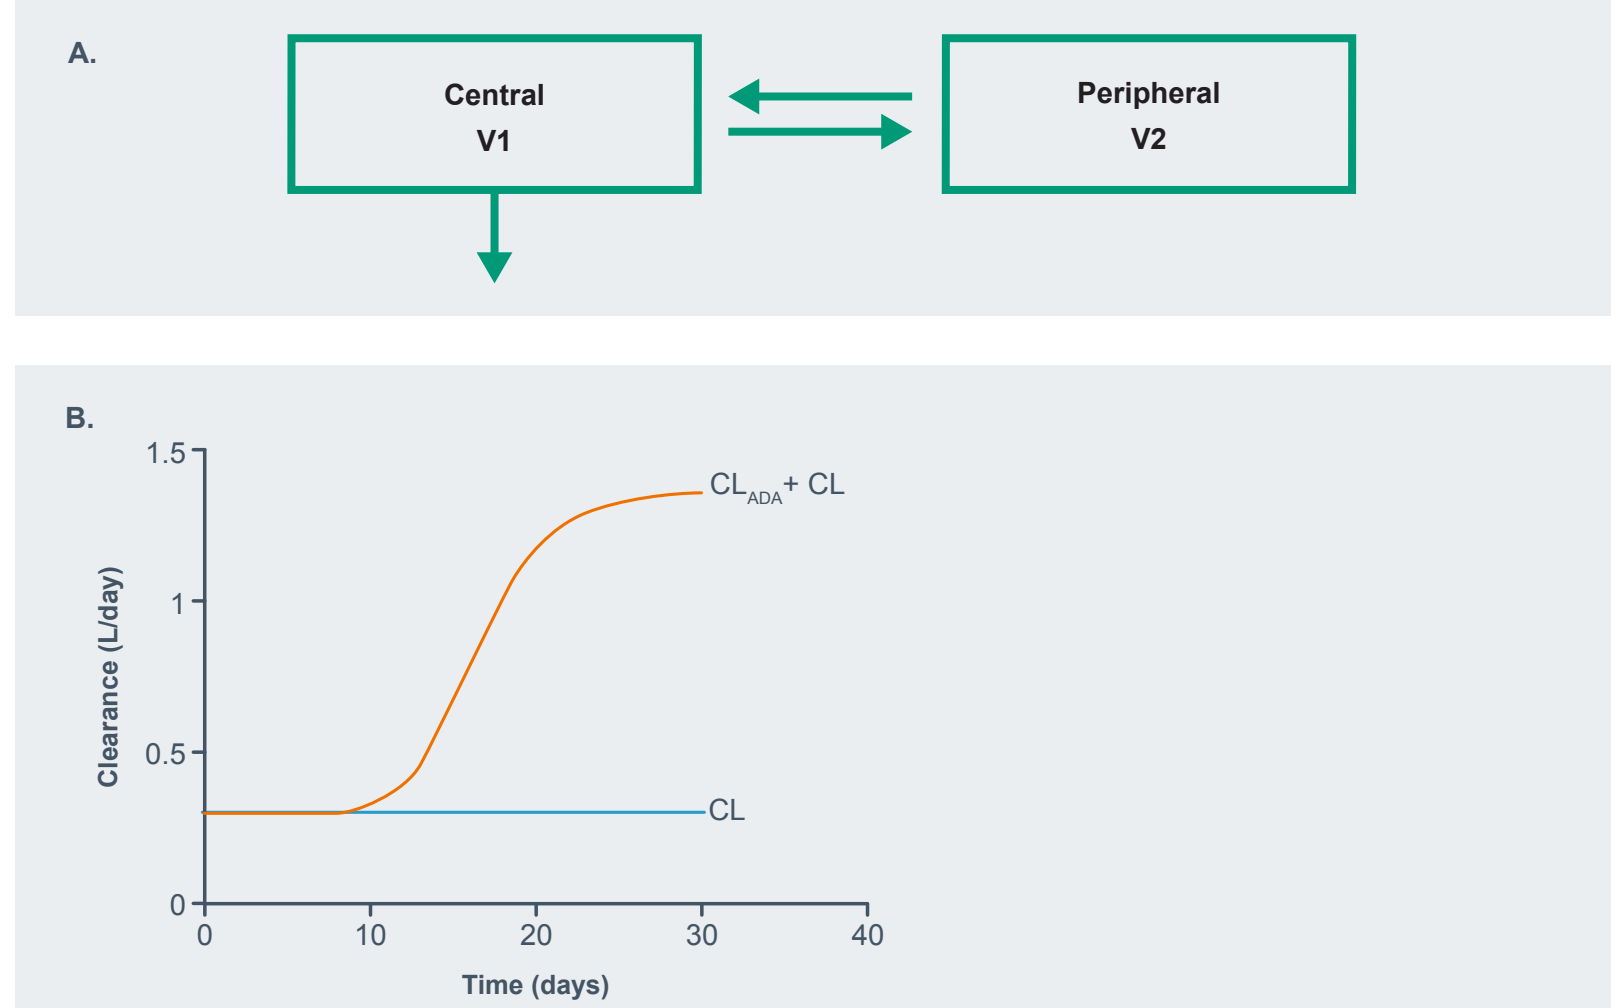 A.
Central
V1
Peripheral
V2
B.
1.5
1
0.5
0
Clearance (L/day)
CLADA+ CL
CL
0 10 20 30 40
Time (days)